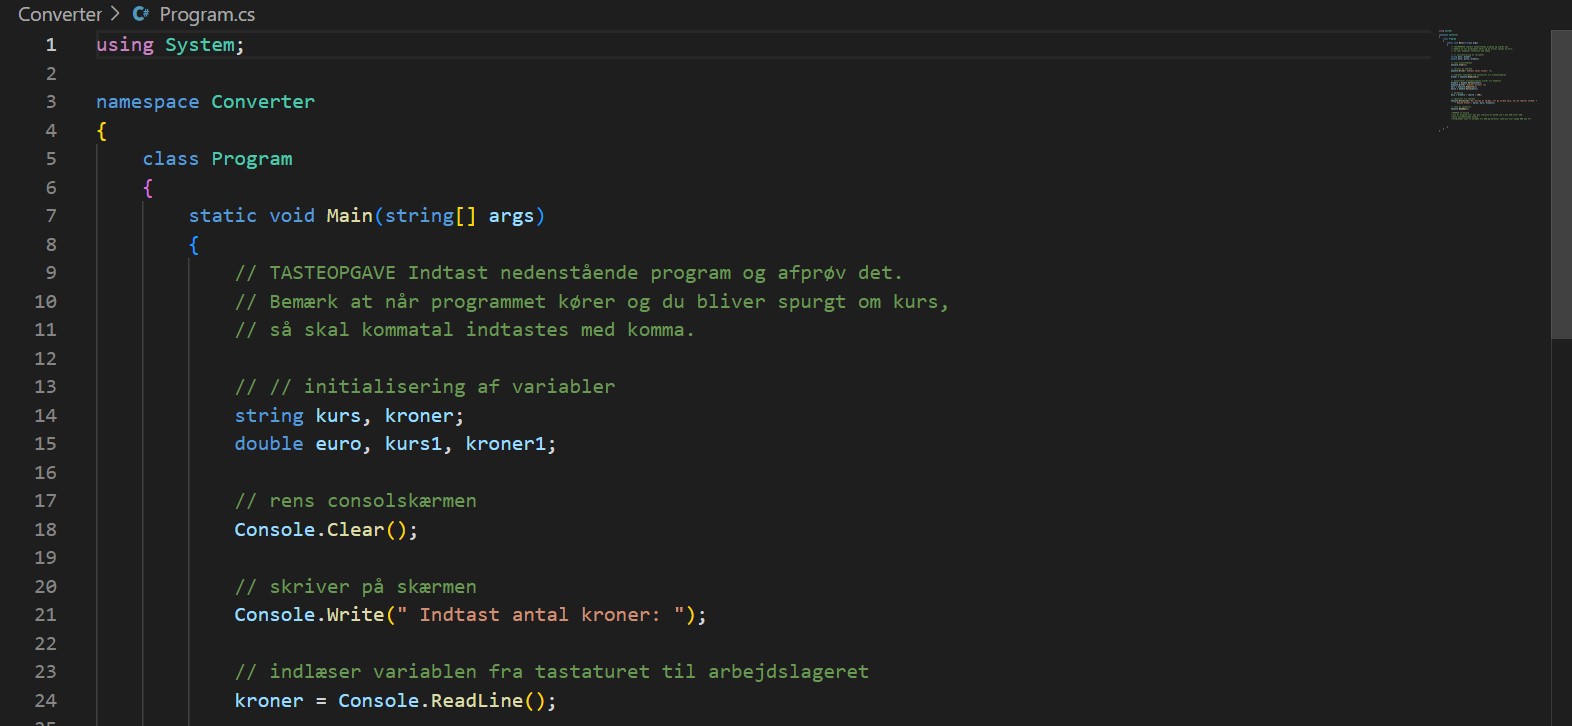 Converter > C# Program.cs
1 using System;
2
3 namespace Converter
4 {
5 class Program
6 {
7 static void Main(string[] args)
8 {
9 // TASTEOPGAVE Indtast nedenstående program og afprøv det.
10 // Bemærk at når programmet kører og du bliver spurgt om kurs,
11 // så skal kommatal indtastes med komma.
12
13 // // initialisering af variabler
14 string kurs, kroner;
15 double euro, kurs1, kroner1;
16
17 // rens consolskærmen
18 Console.Clear();
19
20 // skriver på skærmen
21 Console.Write(" Indtast antal kroner: ");
22
23 // indlæser variablen fra tastaturet til arbejdslageret
24 kroner = Console.ReadLine();